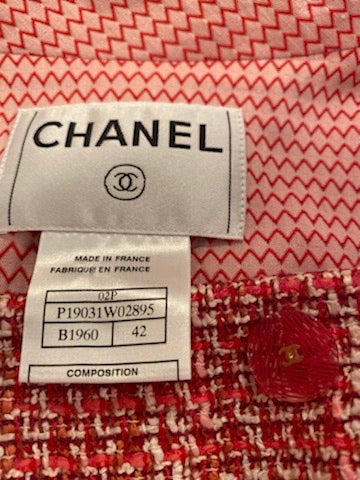 CHANEL
MADE IN FRANCE
FABRIQUÉ EN FRANCE
02P
P19031W02895
B1960 42
COMPOSITION